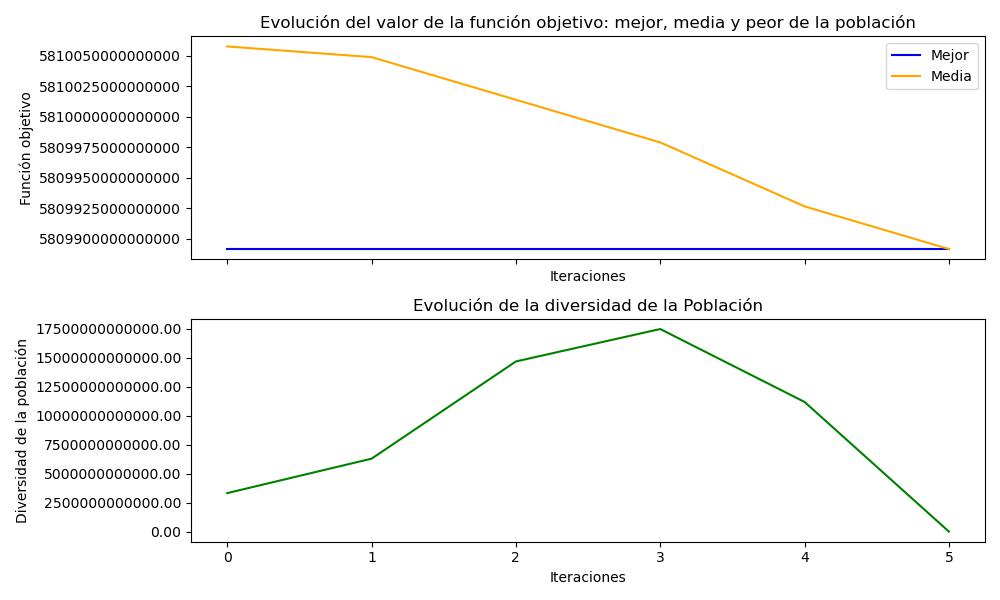 Evolución del valor de la función objetivo: mejor, media y peor de la población
Función objetivo
5810050000000000
5810025000000000
5810000000000000
5809975000000000
5809950000000000
5809925000000000
5809900000000000
Mejor
Media
Iteraciones
Evolución de la diversidad de la Población
Diversidad de la población
17500000000000.00
15000000000000.00
12500000000000.00
10000000000000.00
7500000000000.00
5000000000000.00
2500000000000.00
0.00
0 1 2 3 4 5
Iteraciones